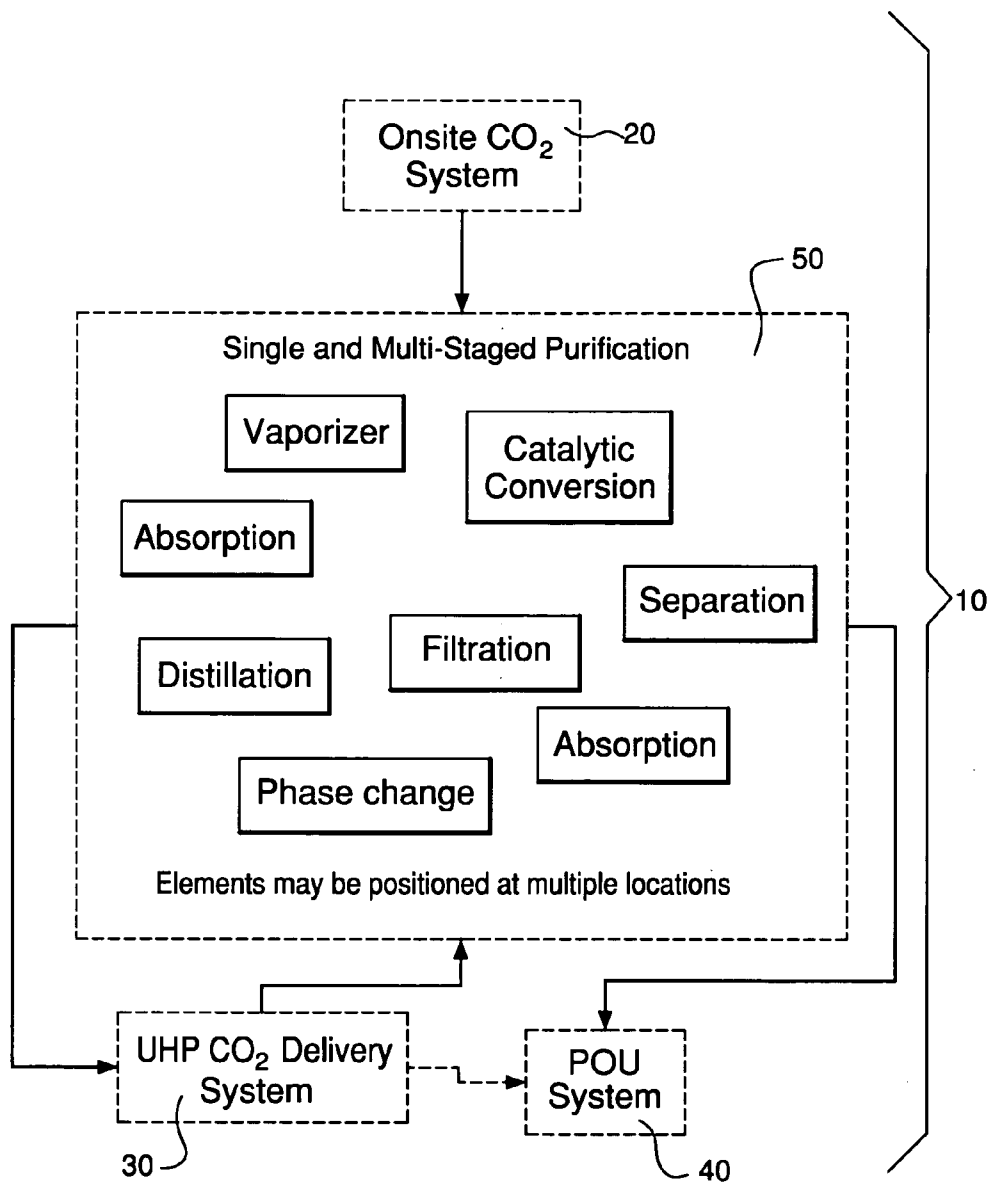 Onsite CO₂
System
20
50
Single and Multi-Staged Purification
Vaporizer
Catalytic
Conversion
Absorption
Separation
10
Filtration
Distillation
Absorption
Phase change
Elements may be positioned at multiple locations
UHP CO₂ Delivery
System
POU
System
30
40